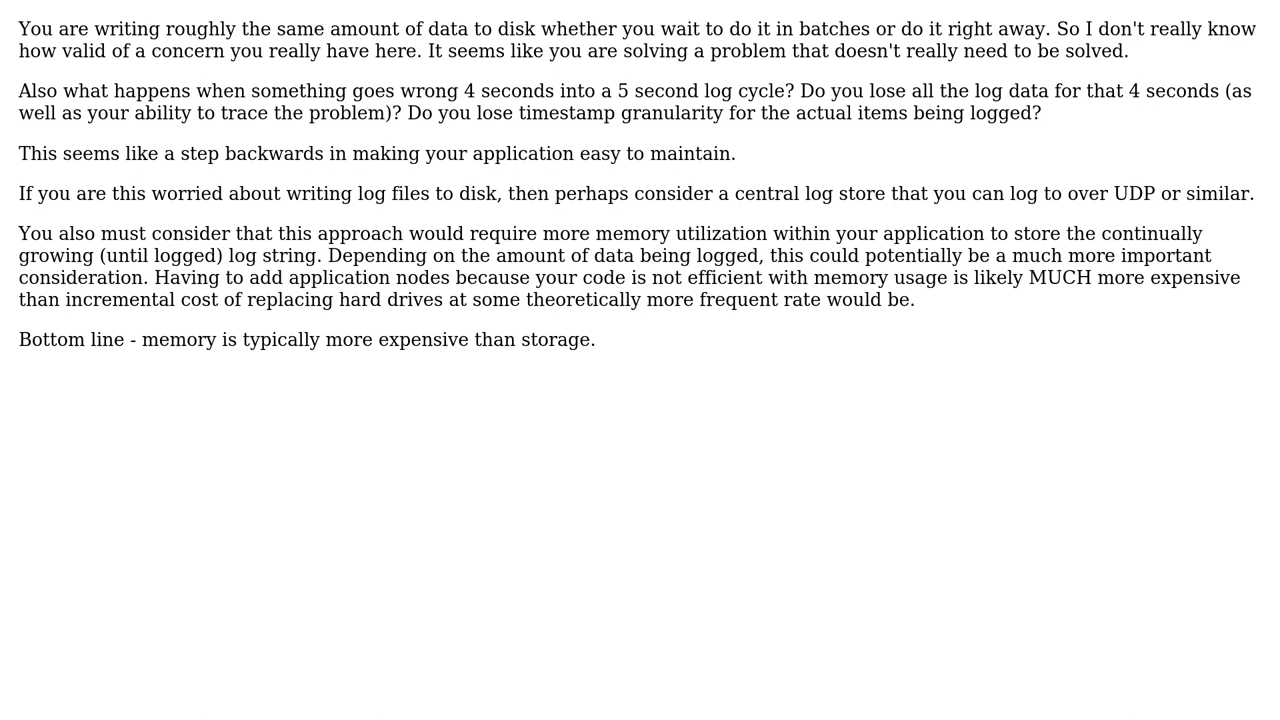 You are writing roughly the same amount of data to disk whether you wait to do it in batches or do it right away. So I don't really know
how valid of a concern you really have here. It seems like you are solving a problem that doesn't really need to be solved.
Also what happens when something goes wrong 4 seconds into a 5 second log cycle? Do you lose all the log data for that 4 seconds (as
well as your ability to trace the problem)? Do you lose timestamp granularity for the actual items being logged?
This seems like a step backwards in making your application easy to maintain.
If you are this worried about writing log files to disk, then perhaps consider a central log store that you can log to over UDP or similar.
You also must consider that this approach would require more memory utilization within your application to store the continually
growing (until logged) log string. Depending on the amount of data being logged, this could potentially be a much more important
consideration. Having to add application nodes because your code is not efficient with memory usage is likely MUCH more expensive
than incremental cost of replacing hard drives at some theoretically more frequent rate would be.
Bottom line - memory is typically more expensive than storage.